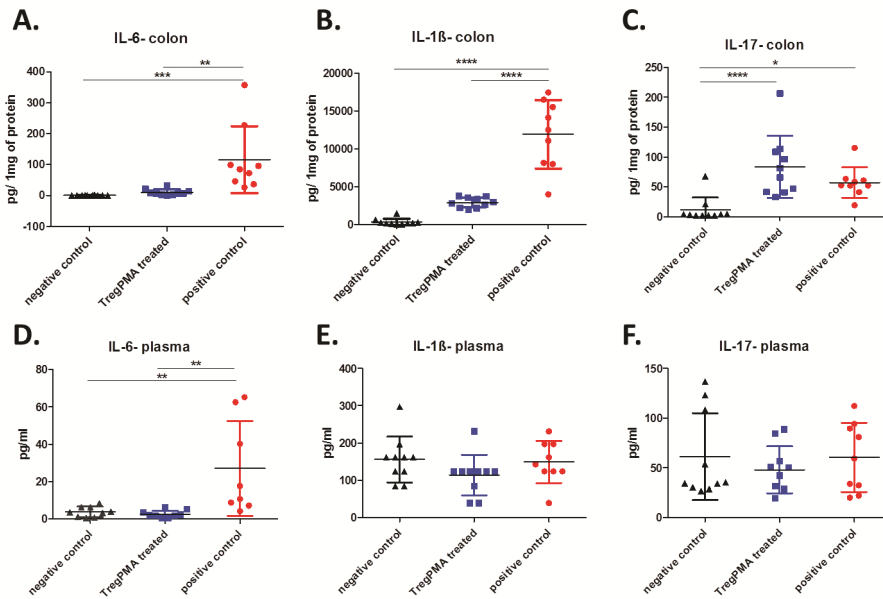 A.
IL-6- colon
**
***
400
300
200
100
0
-100
pg/ 1mg of protein
negative control
TregPMA treated
positive control
B.
IL-1ß- colon
****
****
20000
15000
10000
5000
0
pg/ 1mg of protein
negative control
TregPMA treated
positive control
C.
IL-17- colon
*
****
250
200
150
100
50
0
pg/ 1mg of protein
negative control
TregPMA treated
positive control
D.
IL-6- plasma
**
**
80
60
40
20
0
pg/ml
negative control
TregPMA treated
positive control
E.
IL-1ß- plasma
400
300
200
100
0
pg/ml
negative control
TregPMA treated
positive control
F.
IL-17- plasma
150
100
50
0
pg/ml
negative control
TregPMA treated
positive control